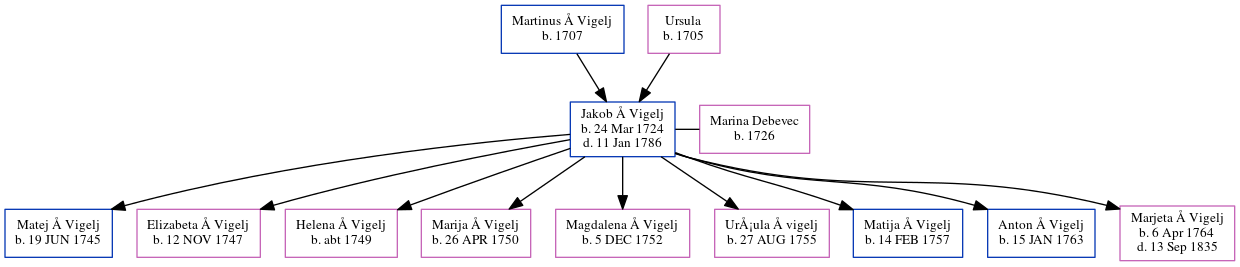 Martinus Å Vigelj
b. 1707
Ursula
b. 1705
Jakob Å Vigelj
b. 24 Mar 1724
d. 11 Jan 1786
Marina Debevec
b. 1726
Matej Å Vigelj
b. 19 JUN 1745
Elizabeta Å Vigelj
b. 12 NOV 1747
Helena Å Vigelj
b. abt 1749
Marija Å Vigelj
b. 26 APR 1750
Magdalena Å Vigelj
b. 5 DEC 1752
UrÅ¡ula Å vigelj
b. 27 AUG 1755
Matija Å Vigelj
b. 14 FEB 1757
Anton Å Vigelj
b. 15 JAN 1763
Marjeta Å Vigelj
b. 6 Apr 1764
d. 13 Sep 1835